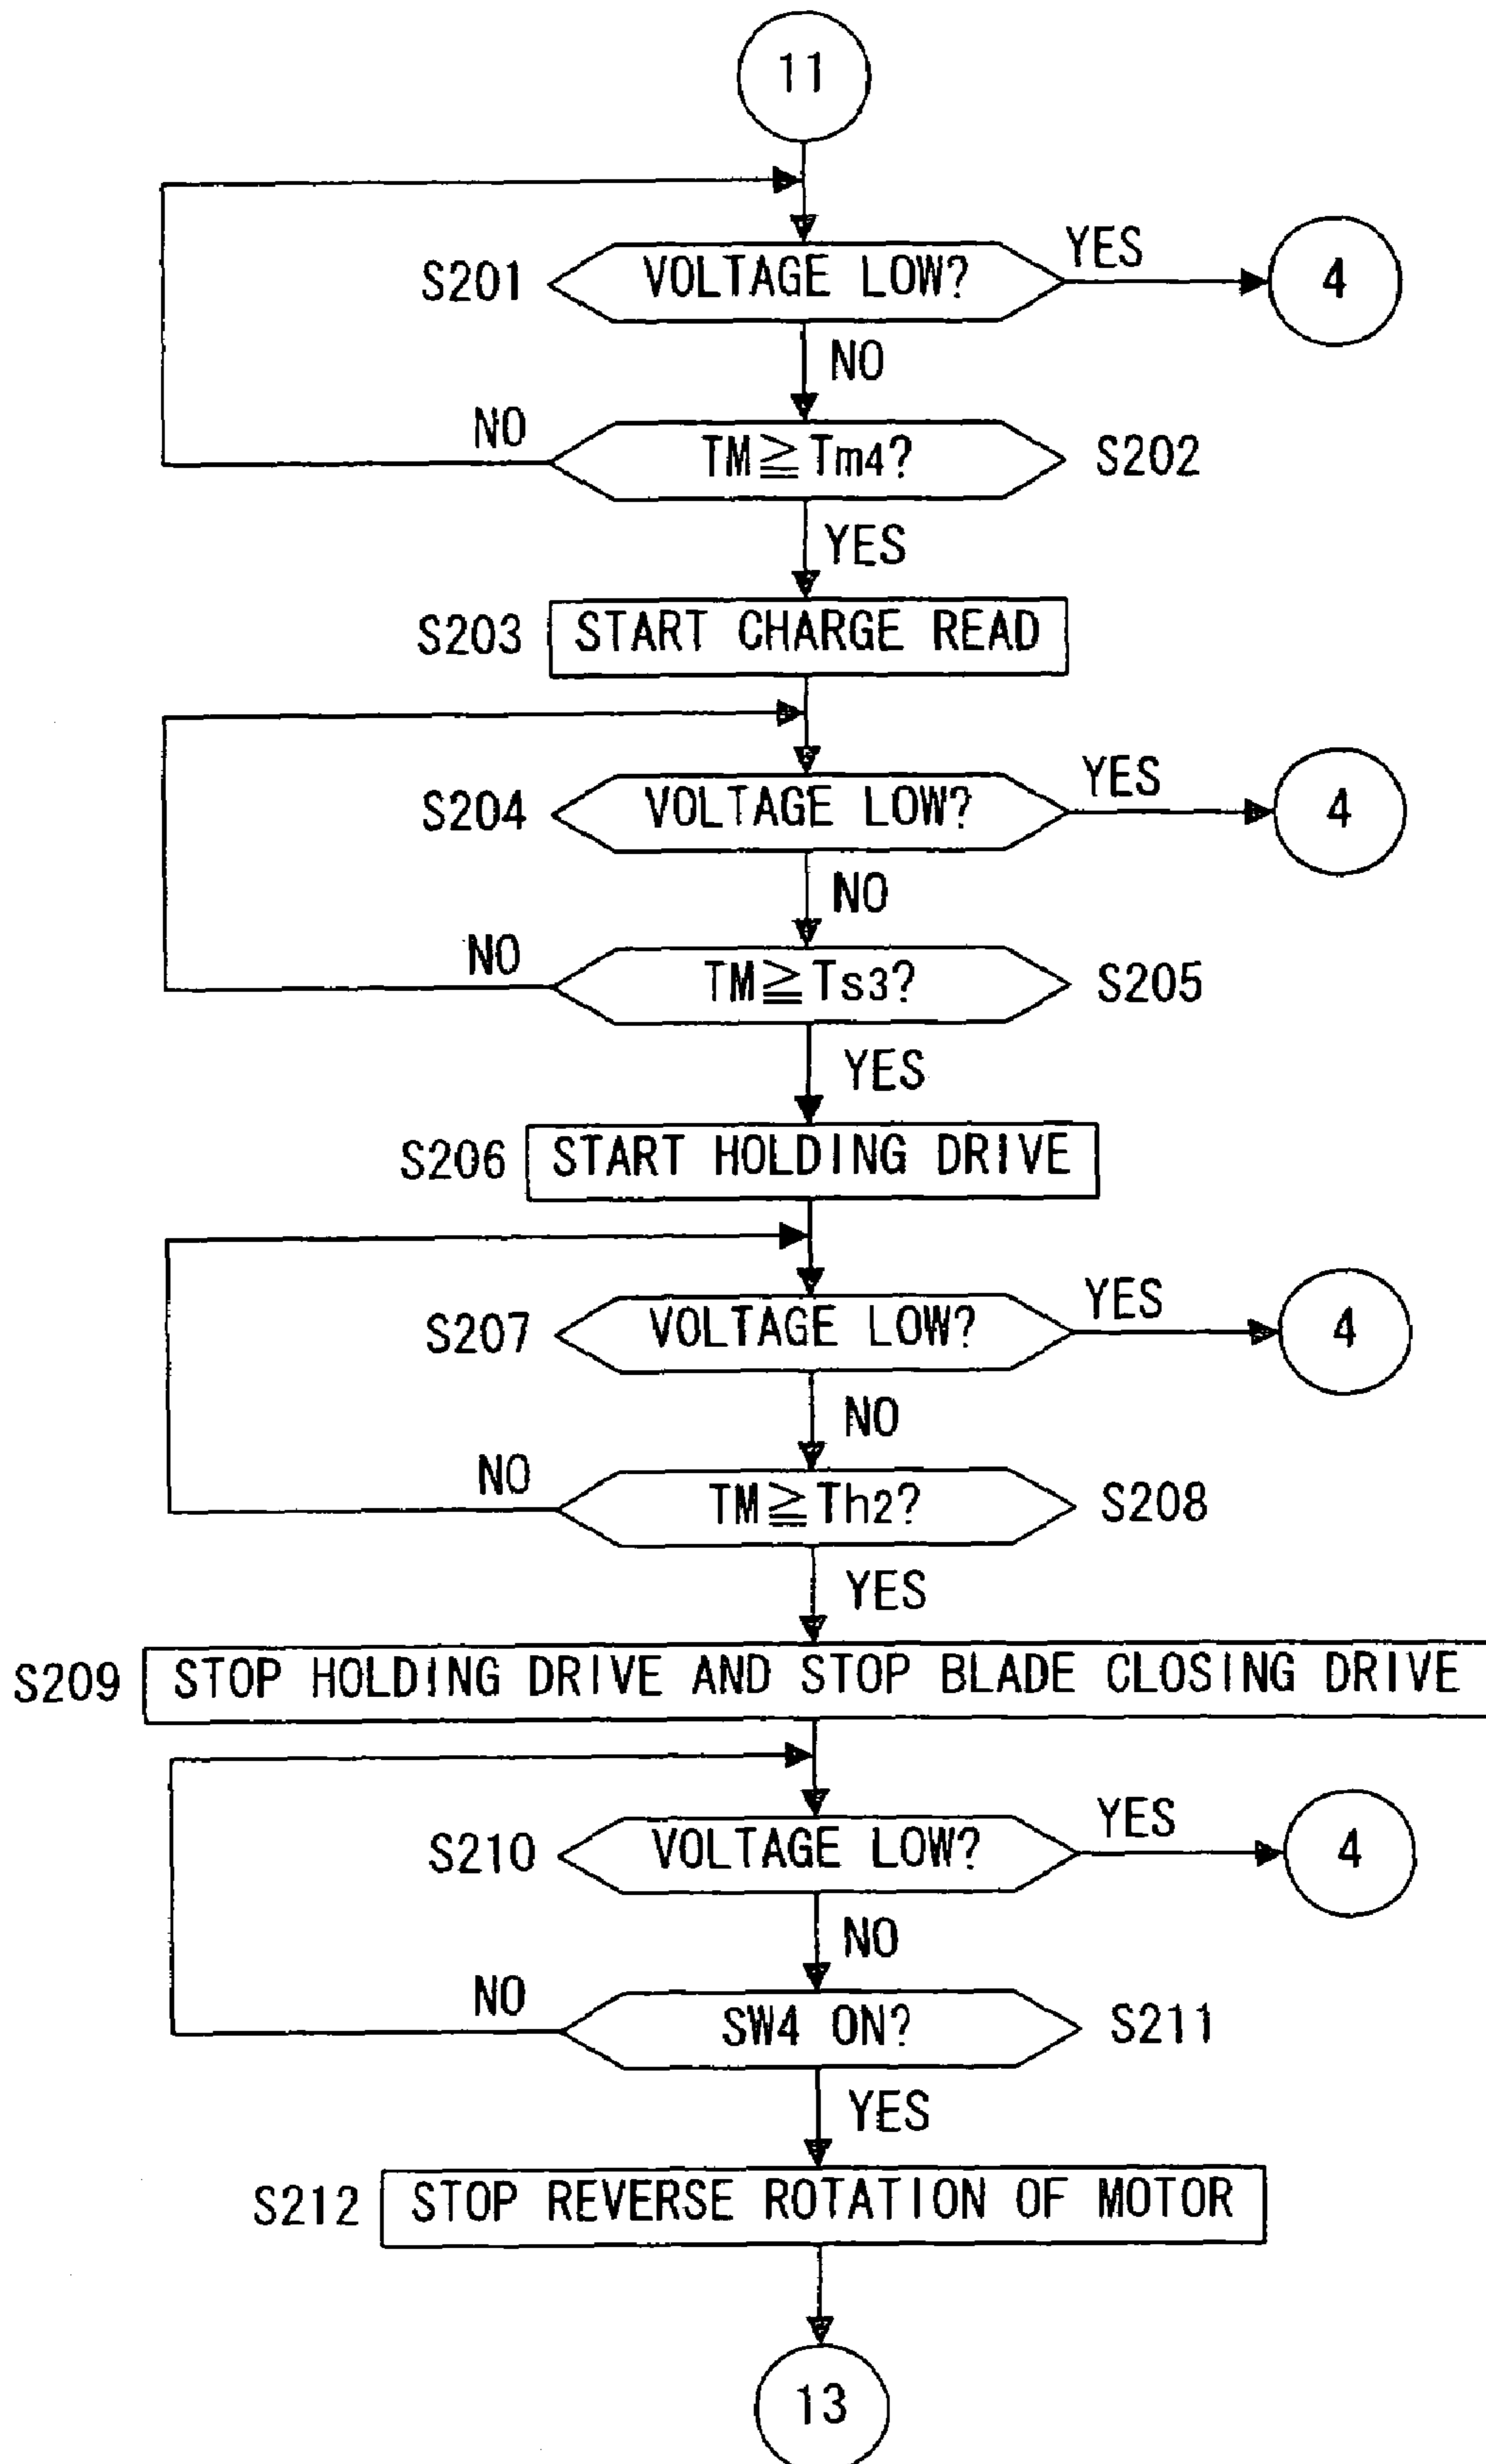 11
S201 VOLTAGE LOW? YES 4
NO
NO TM≧Tm4? S202
YES
S203 START CHARGE READ
S204 VOLTAGE LOW? YES 4
NO
NO TM≧Ts3? S205
YES
S206 START HOLDING DRIVE
S207 VOLTAGE LOW? YES 4
NO
NO TM≧Th2? S208
YES
S209 STOP HOLDING DRIVE AND STOP BLADE CLOSING DRIVE
S210 VOLTAGE LOW? YES 4
NO
NO SW4 ON? S211
YES
S212 STOP REVERSE ROTATION OF MOTOR
13